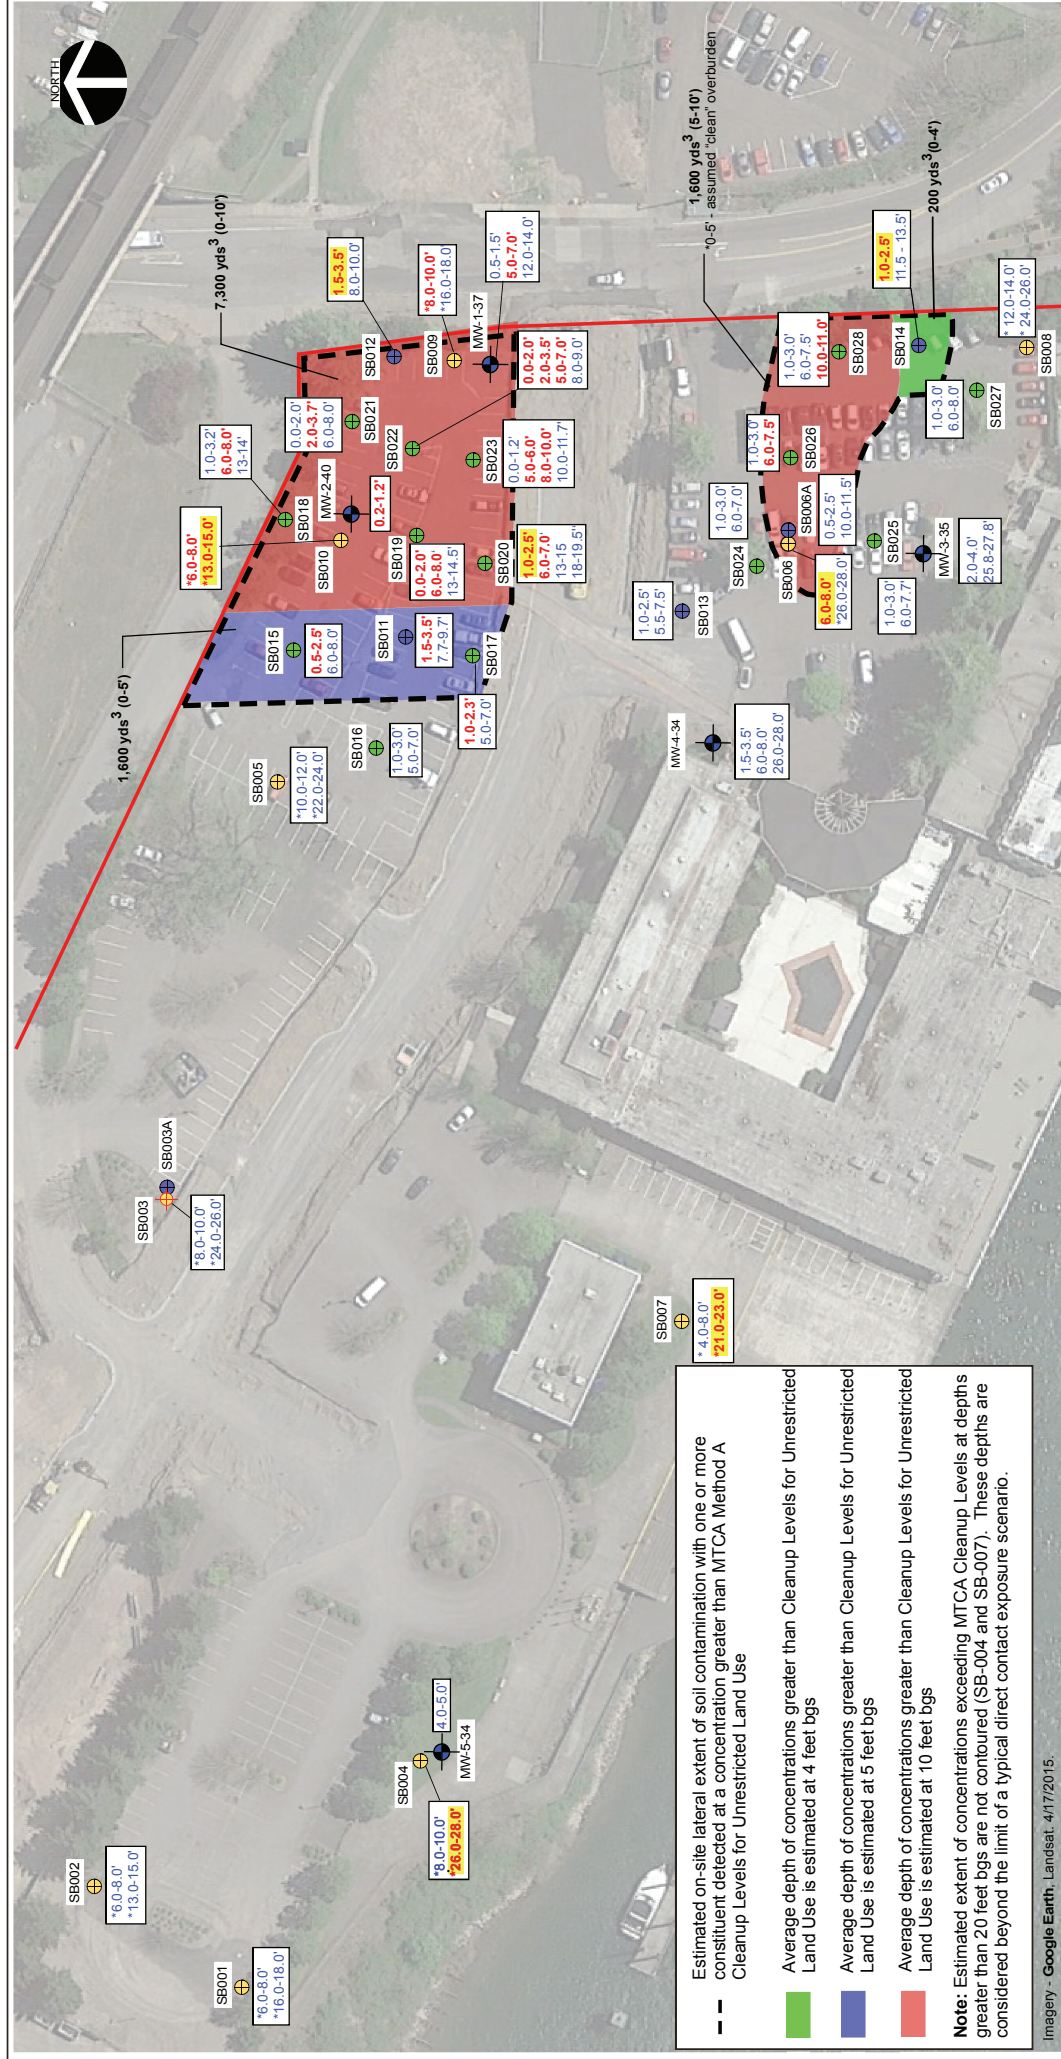 NORTH
7,300 yds3 (0-10')
1,600 yds3 (0-5')
1,600 yds3 (5-10')
*0-5' - assumed "clean" overburden
200 yds3(0-4')
SB012
1.5-3.5'
8.0-10.0'
SB009
*8.0-10.0'
*16.0-18.0'
MW-1-37
0.5-1.5'
5.0-7.0'
12.0-14.0'
SB021
0.0-2.0'
2.0-3.7'
6.0-8.0'
SB022
0.0-2.0'
2.0-3.5'
5.0-7.0'
8.0-9.0'
SB023
0.0-1.2'
5.0-6.0'
8.0-10.0'
10.0-11.7'
SB018
1.0-3.2'
6.0-8.0'
13-14'
MW-2-40
0.2-1.2'
SB010
*6.0-8.0'
*13.0-15.0'
SB019
0.0-2.0'
6.0-8.0'
13-14.5'
SB020
1.0-2.5'
6.0-7.0'
13-15
18-19.5'
SB015
0.5-2.5'
6.0-8.0'
SB011
1.5-3.5'
7.7-9.7'
SB017
1.0-2.3'
5.0-7.0'
SB016
1.0-3.0'
5.0-7.0'
SB005
*10.0-12.0'
*22.0-24.0'
SB028
1.0-3.0'
6.0-7.5'
10.0-11.0'
SB014
1.0-2.5'
11.5 - 13.5'
SB008
* 12.0-14.0'
* 24.0-26.0'
SB027
1.0-3.0'
6.0-8.0'
SB026
1.0-3.0'
6.0-7.5'
SB006A
0.5-2.5'
10.0-11.5'
SB006
6.0-8.0'
*26.0-28.0'
SB024
1.0-3.0'
6.0-7.0'
SB025
1.0-3.0'
6.0-7.7'
MW-3-35
2.0-4.0'
25.8-27.8'
SB013
1.0-2.5'
5.5-7.5'
MW-4-34
1.5-3.5'
6.0-8.0'
26.0-28.0'
SB003A
SB003
*8.0-10.0'
*24.0-26.0'
SB007
* 4.0-8.0'
*21.0-23.0'
MW-5-34
4.0-5.0'
SB004
*8.0-10.0'
*26.0-28.0'
SB002
*6.0-8.0'
*13.0-15.0'
SB001
*6.0-8.0'
*16.0-18.0'
Estimated on-site lateral extent of soil contamination with one or more
constituent detected at a concentration greater than MTCA Method A
Cleanup Levels for Unrestricted Land Use
Average depth of concentrations greater than Cleanup Levels for Unrestricted
Land Use is estimated at 4 feet bgs
Average depth of concentrations greater than Cleanup Levels for Unrestricted
Land Use is estimated at 5 feet bgs
Average depth of concentrations greater than Cleanup Levels for Unrestricted
Land Use is estimated at 10 feet bgs
Note: Estimated extent of concentrations exceeding MTCA Cleanup Levels at depths
greater than 20 feet bgs are not contoured (SB-004 and SB-007). These depths are
considered beyond the limit of a typical direct contact exposure scenario.
Imagery - Google Earth, Landsat. 4/17/2015.